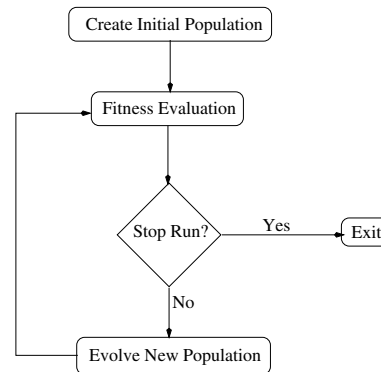 Create Initial Population
Fitness Evaluation
Stop Run?
Yes
Exit
No
Evolve New Population